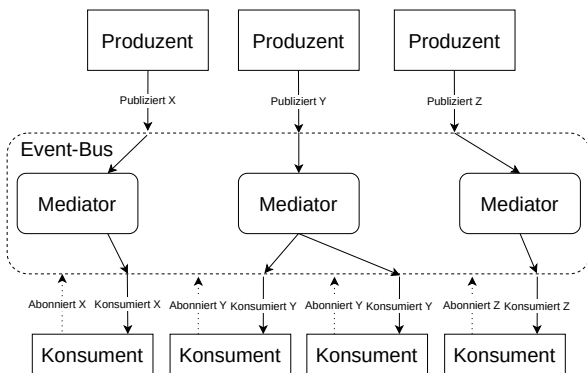 Produzent
Produzent
Produzent
Publiziert X
Publiziert Y
Publiziert Z
Event-Bus
Mediator
Mediator
Mediator
Abonniert X
Konsumiert X
Abonniert Y
Konsumiert Y
Abonniert Y
Konsumiert Y
Abonniert Z
Konsumiert Z
Konsument
Konsument
Konsument
Konsument